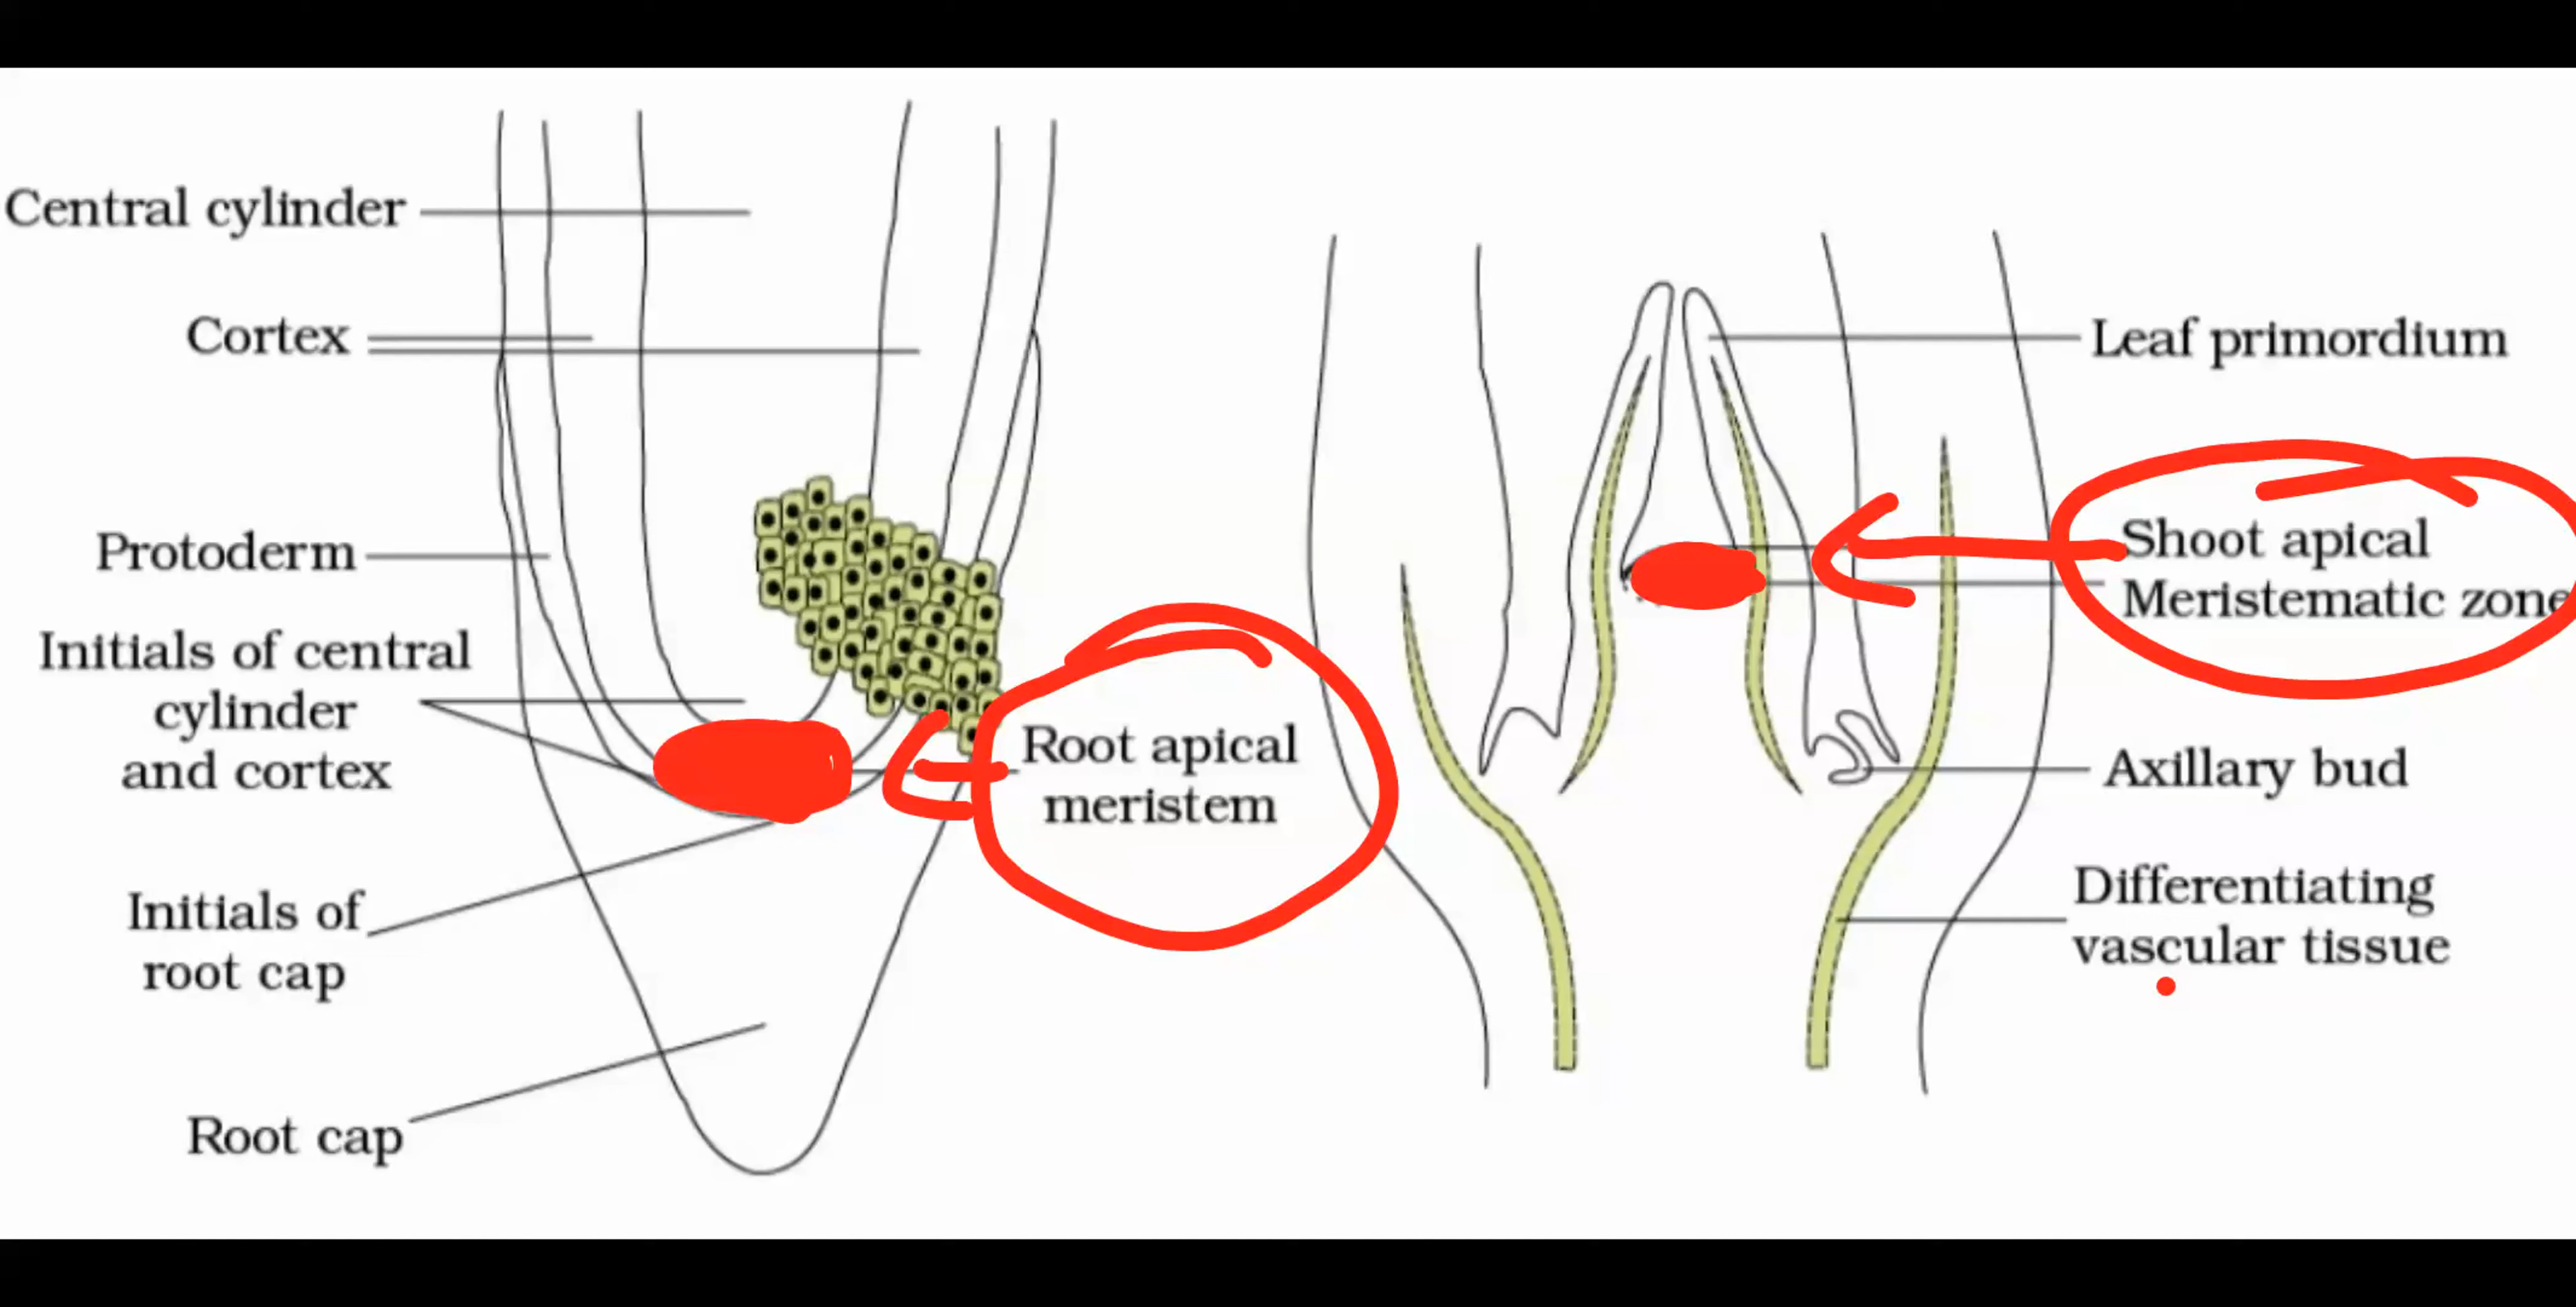 Central cylinder
Cortex
Protoderm
Initials of central
cylinder
and cortex
Initials of
root cap
Root cap
Root apical
meristem
Leaf primordium
Shoot apical
Meristematic zone
Axillary bud
Differentiating
vascular tissue